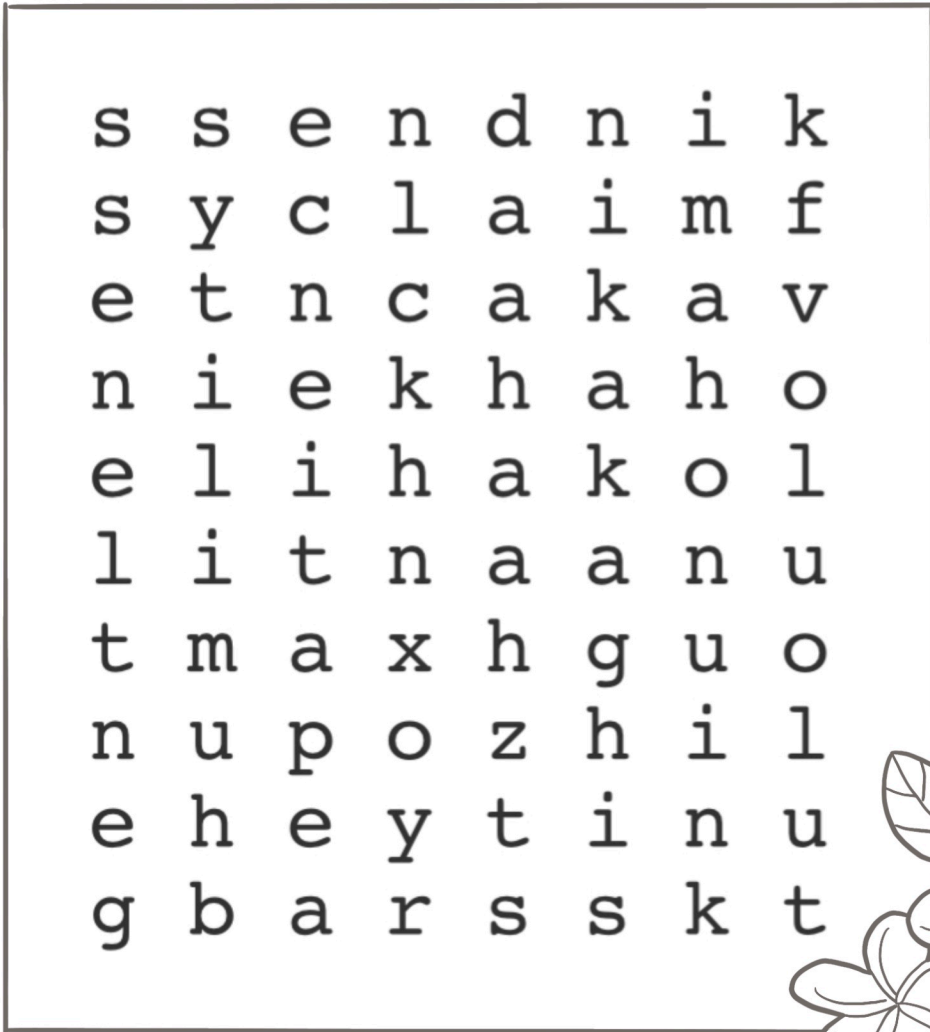 s s e n d n i k
s y c l a i m f
e t n c a k a v
n i e k h a h o
e l i h a k o l
l i t n a a n u
t m a x h g u o
n u p o z h i l
e h e y t i n u
g b a r s s k t